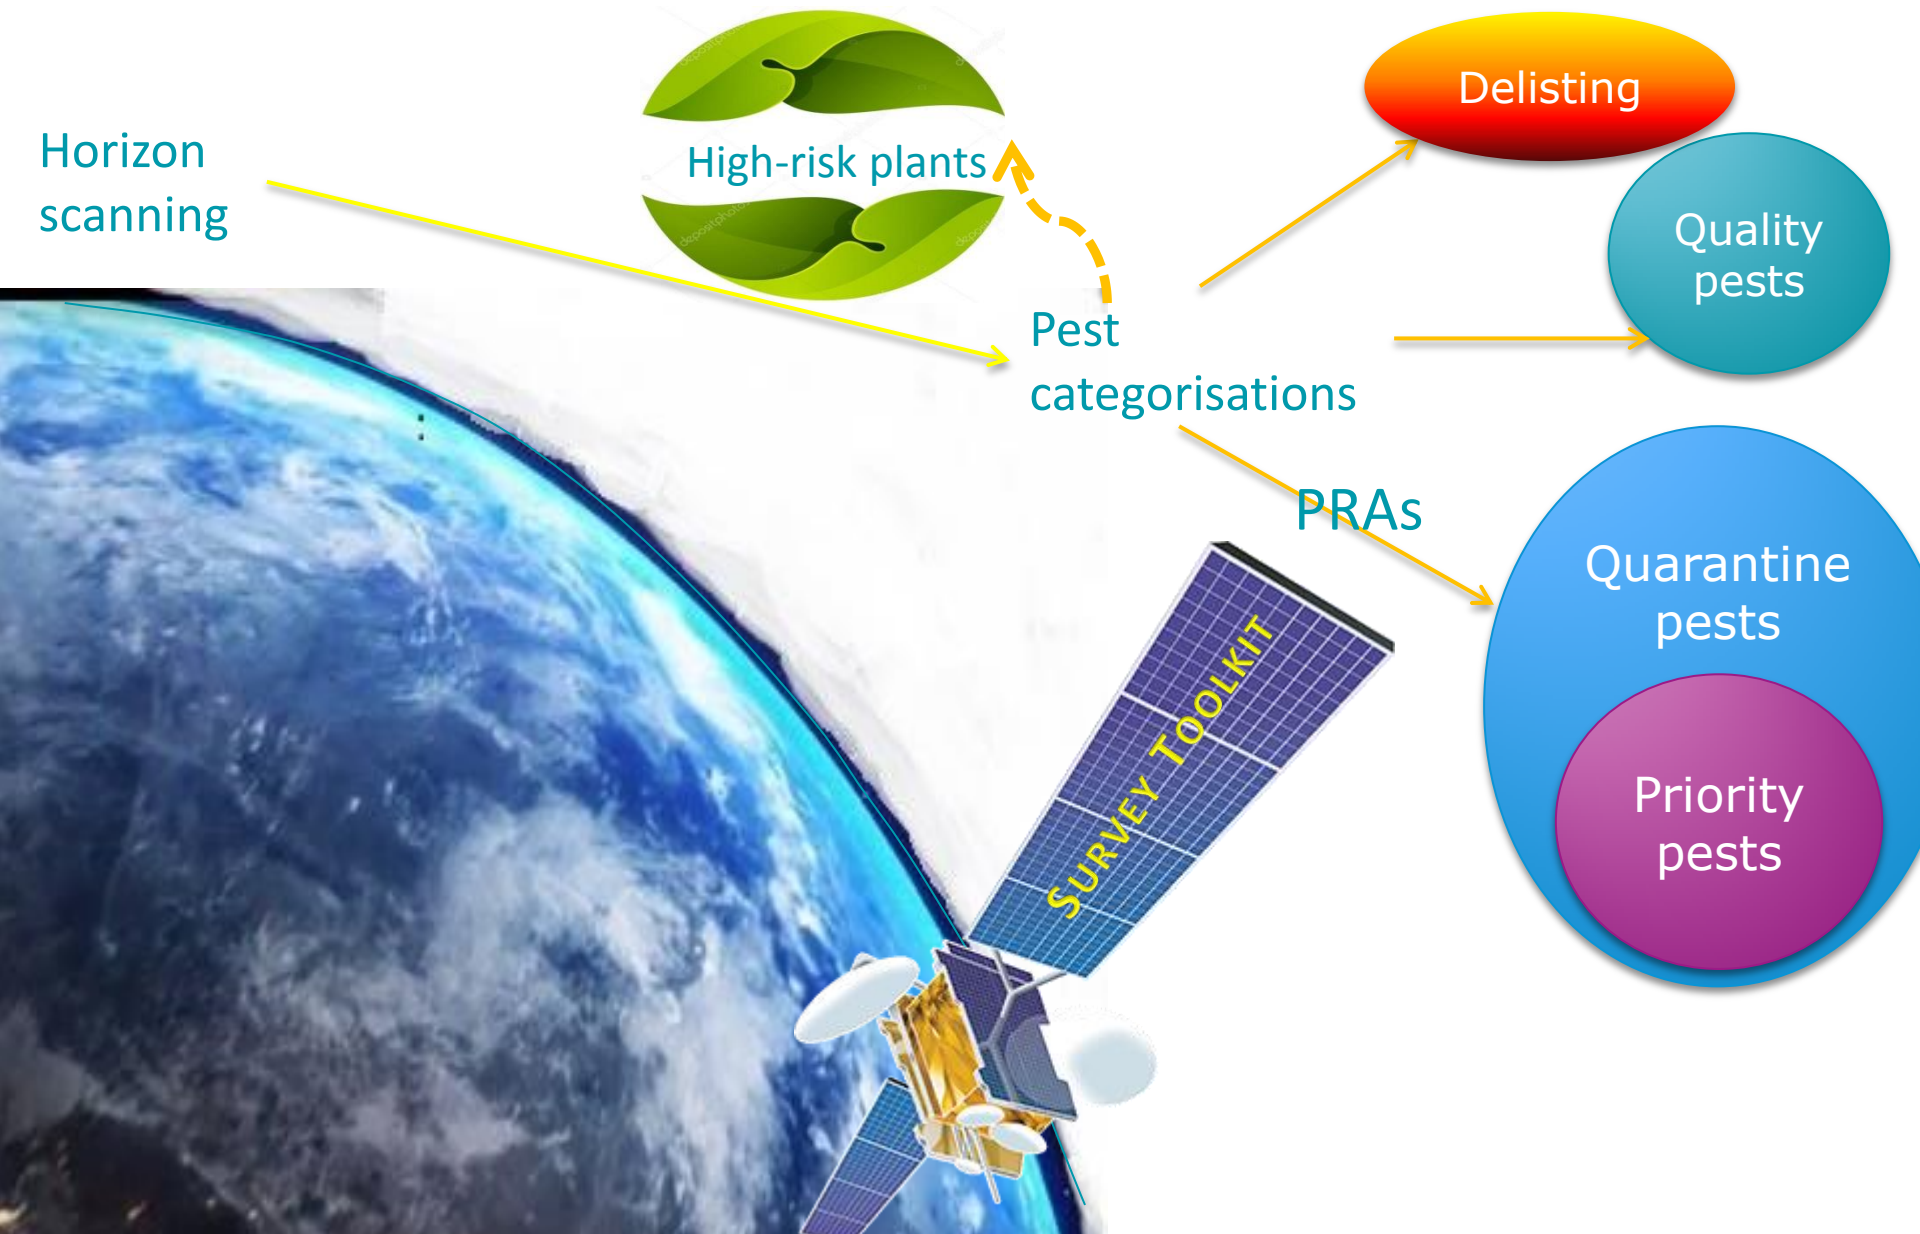 Horizon
scanning
High-risk plants
Delisting
Quality
pests
Pest
categorisations
PRAs
Quarantine
pests
Priority
pests
SURVEY TOOLKIT